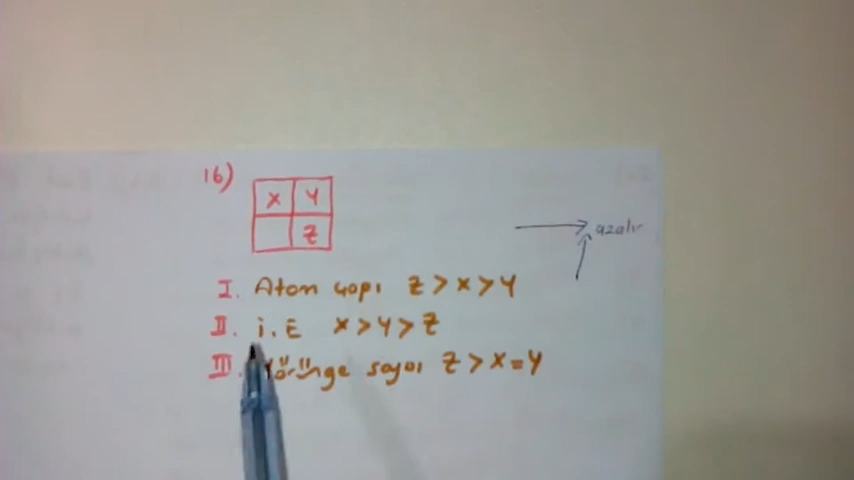 16)
X Y
Z
azalır
I. Atom çapı Z > X > Y
II. i.E X > Y > Z
III. Yörünge sayısı Z > X = Y